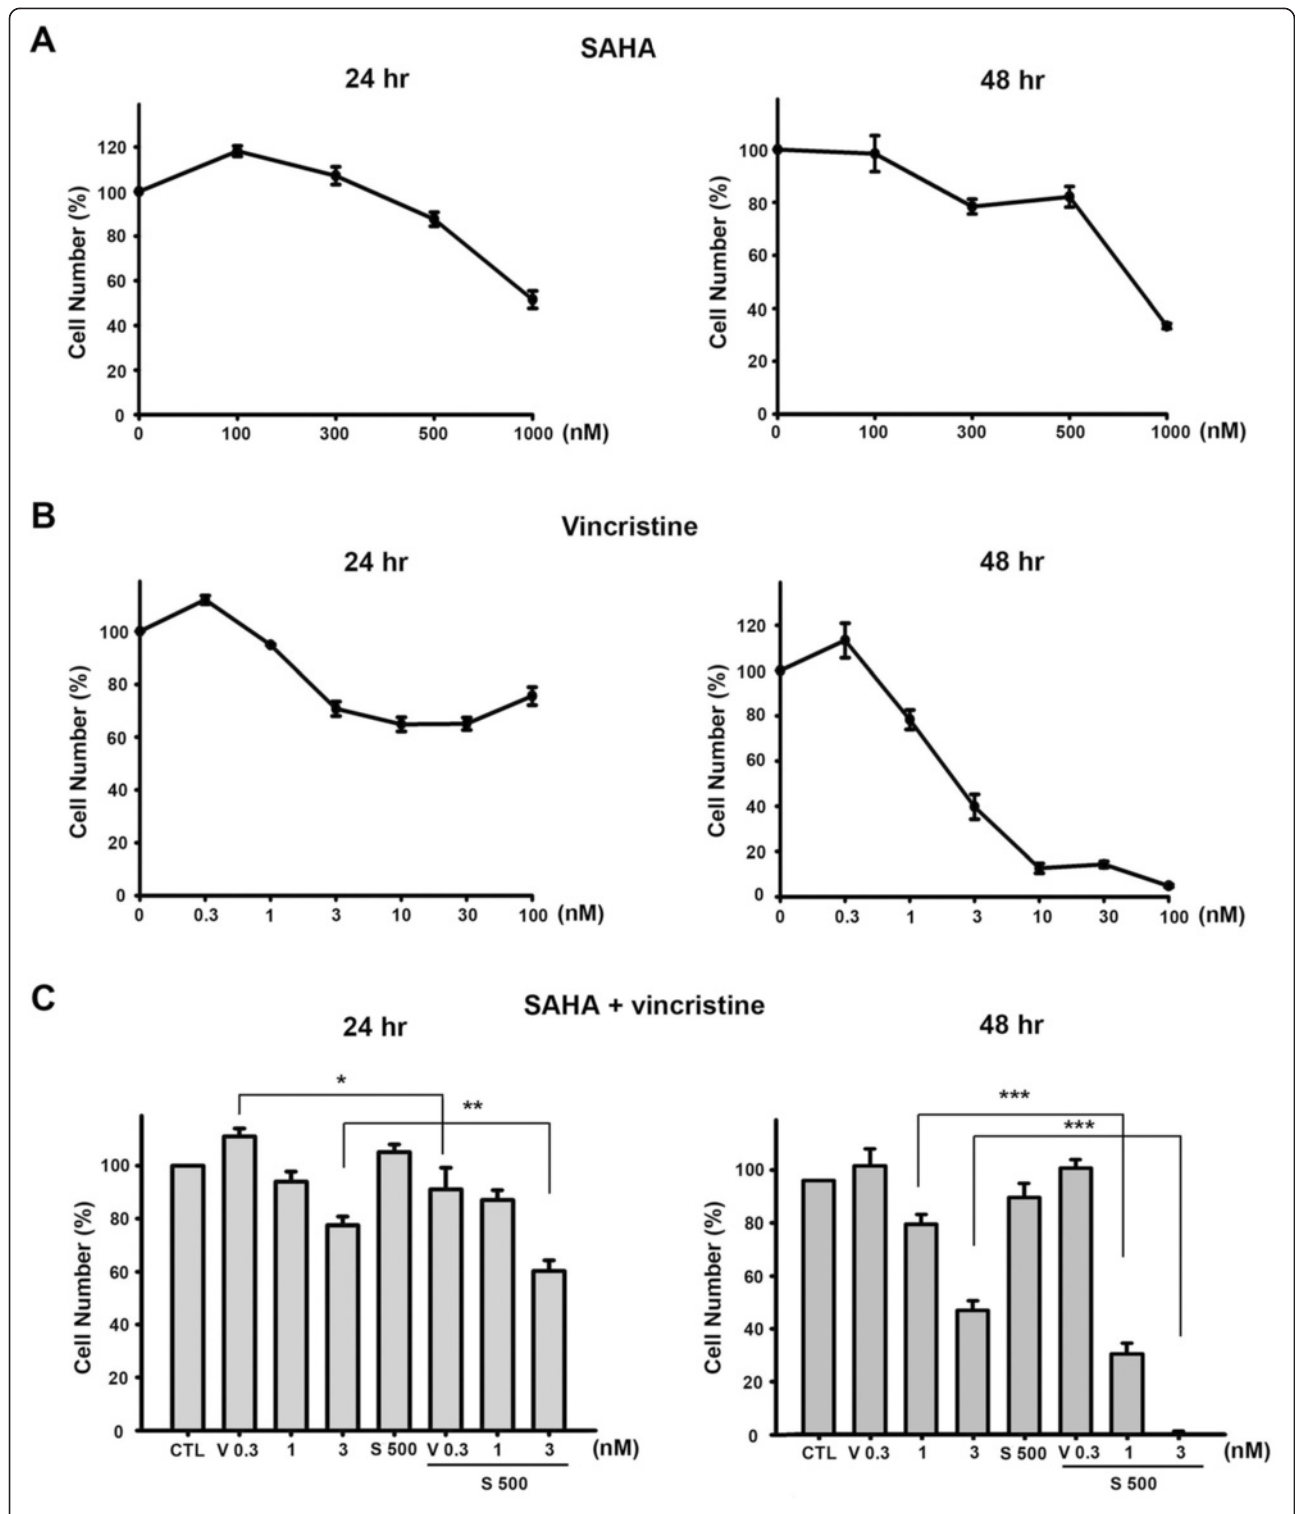 A
SAHA
24 hr
48 hr
Cell Number (%)
120
100
80
60
40
20
0
0 100 300 500 1000 (nM)
Cell Number (%)
100
80
60
40
20
0
0 100 300 500 1000 (nM)
B
Vincristine
24 hr
48 hr
Cell Number (%)
100
80
60
40
20
0
0 0.3 1 3 10 30 100 (nM)
Cell Number (%)
120
100
80
60
40
20
0
0 0.3 1 3 10 30 100 (nM)
C
SAHA + vincristine
24 hr
48 hr
*
**
Cell Number (%)
100
80
60
40
20
0
CTL V 0.3 1 3 S 500 V 0.3 1 3 (nM)
S 500
***
***
Cell Number (%)
100
80
60
40
20
0
CTL V 0.3 1 3 S 500 V 0.3 1 3 (nM)
S 500